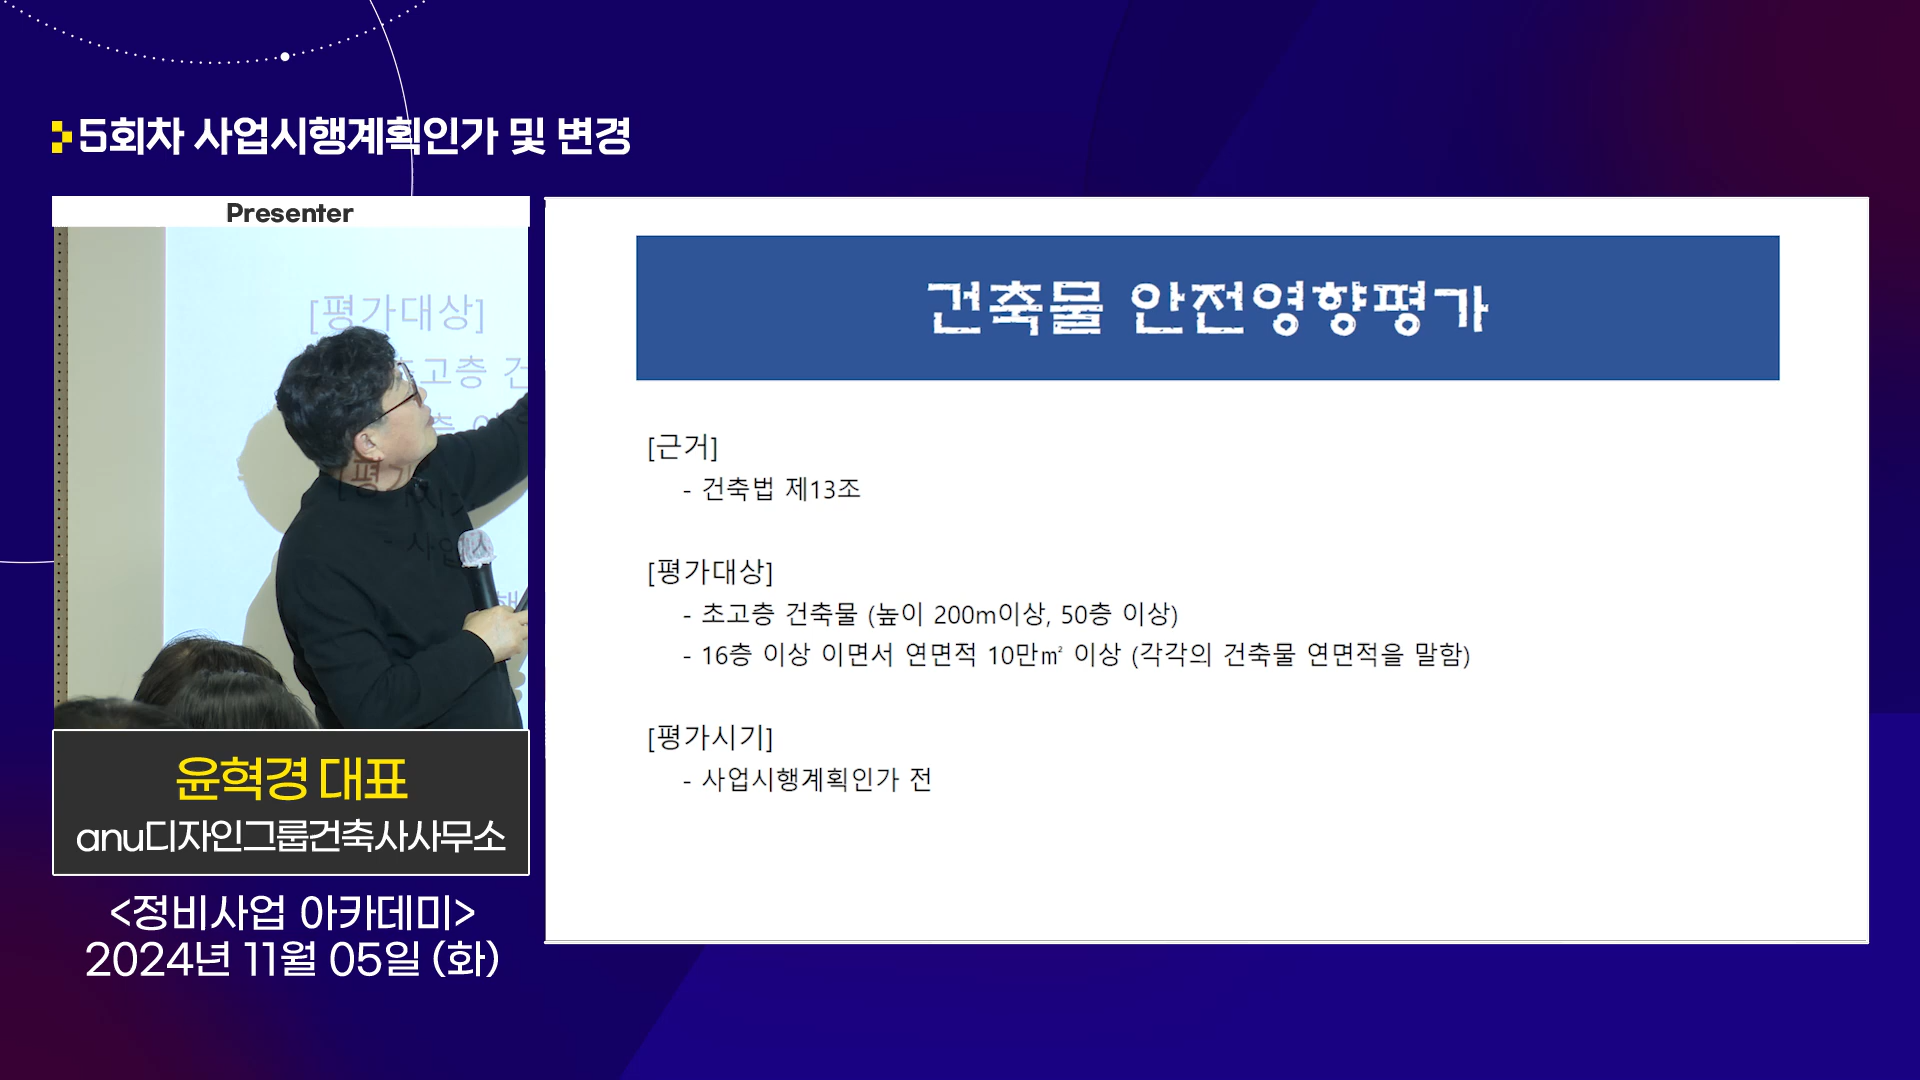 5회차 사업시행계획인가 및 변경
Presenter
[평가대상]
초고층 건
윤혁경 대표
anu디자인그룹건축사사무소
<정비사업 아카데미>
2024년 11월 05일 (화)
건축물 안전영향평가
[근거]
- 건축법 제13조
[평가대상]
- 초고층 건축물 (높이 200m이상, 50층 이상)
- 16층 이상 이면서 연면적 10만㎡ 이상 (각각의 건축물 연면적을 말함)
[평가시기]
- 사업시행계획인가 전